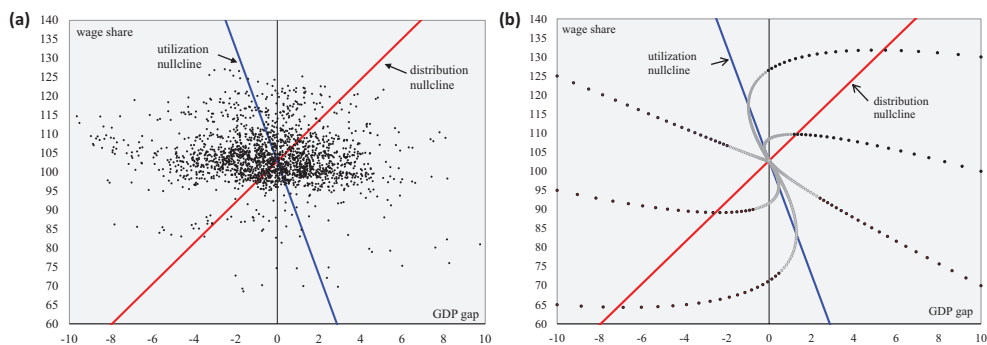 (a)
140
135
130
125
120
115
110
105
100
95
90
85
80
75
70
65
60
wage share
utilization
nullcline
distribution
nullcline
GDP gap
-10 -8 -6 -4 -2 0 2 4 6 8 10
(b)
140
135
130
125
120
115
110
105
100
95
90
85
80
75
70
65
60
wage share
utilization
nullcline
distribution
nullcline
GDP gap
-10 -8 -6 -4 -2 0 2 4 6 8 10